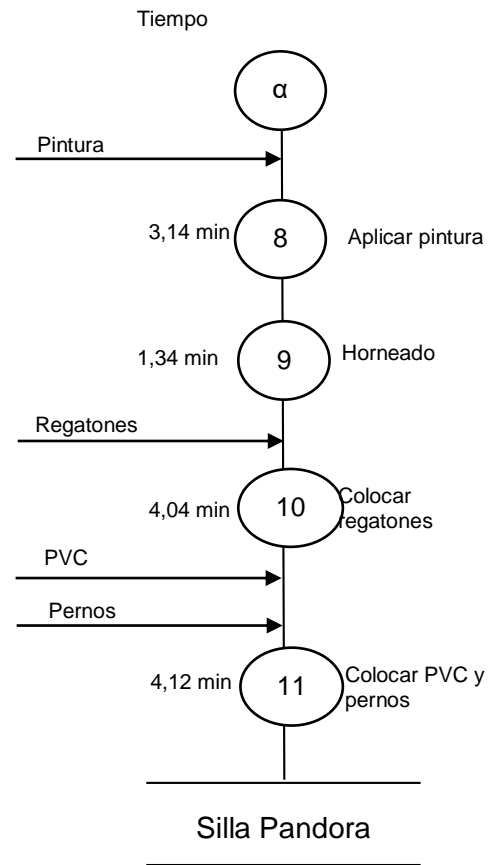 Tiempo
α
Pintura
3,14 min
8
Aplicar pintura
1,34 min
9
Horneado
Regatones
4,04 min
10
Colocar
regatones
PVC
Pernos
4,12 min
11
Colocar PVC y
pernos
Silla Pandora